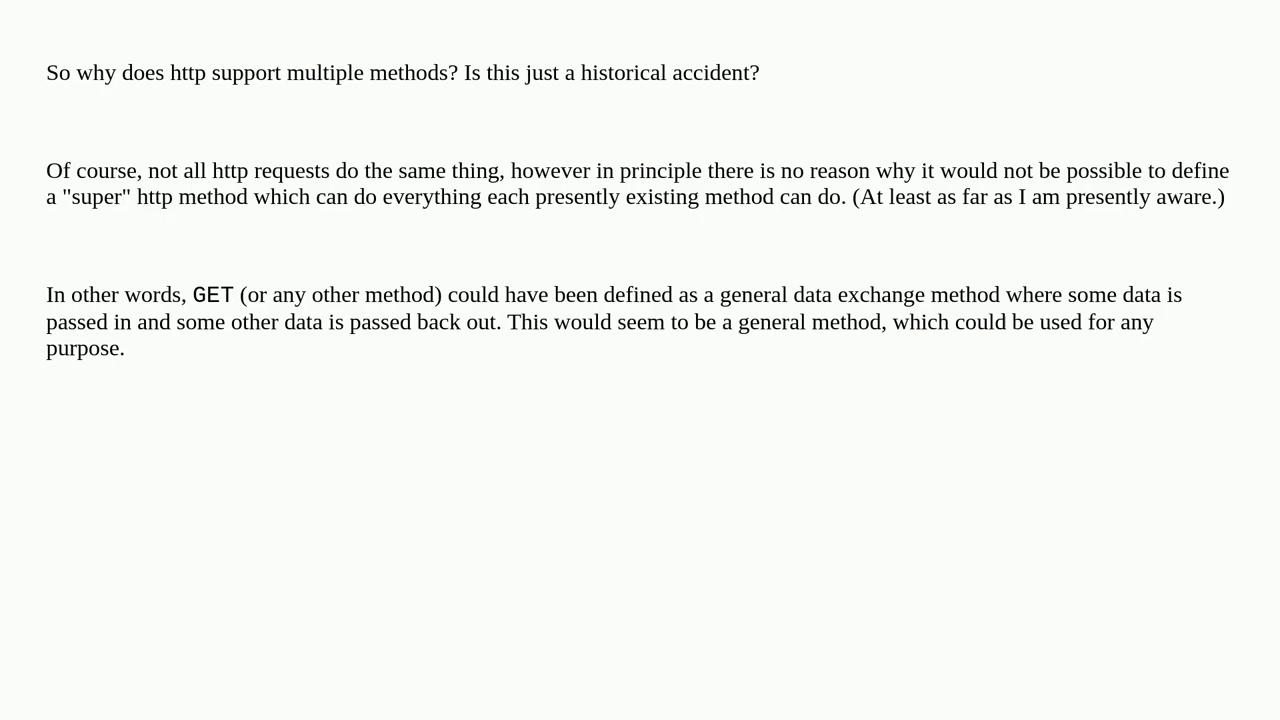 So why does http support multiple methods? Is this just a historical accident?
Of course, not all http requests do the same thing, however in principle there is no reason why it would not be possible to define
a "super" http method which can do everything each presently existing method can do. (At least as far as I am presently aware.)
In other words, GET (or any other method) could have been defined as a general data exchange method where some data is
passed in and some other data is passed back out. This would seem to be a general method, which could be used for any
purpose.